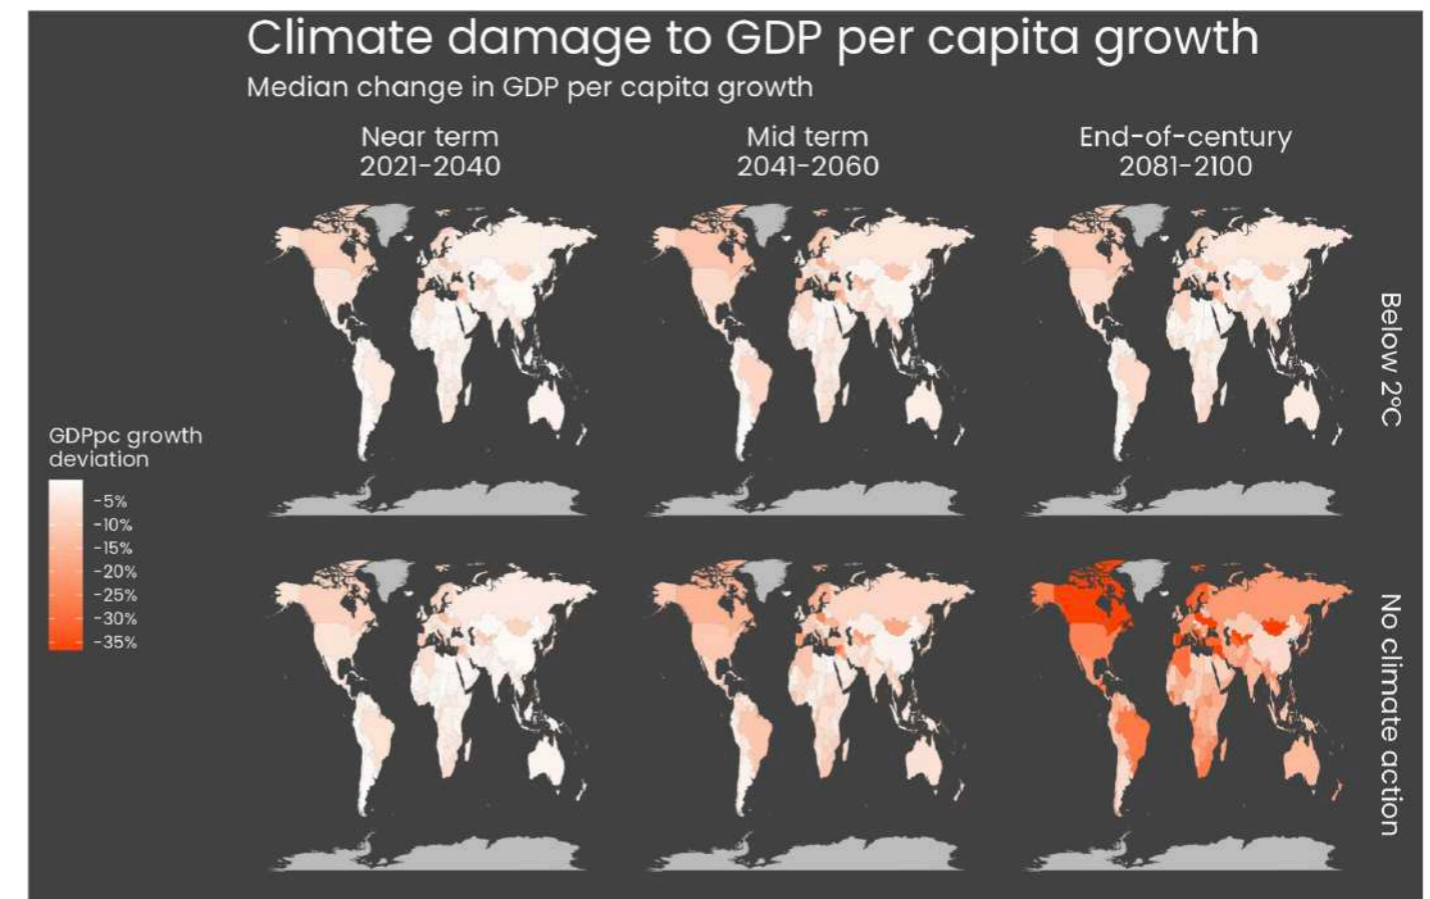 Climate damage to GDP per capita growth
Median change in GDP per capita growth
Near term
2021-2040
Mid term
2041-2060
End-of-century
2081-2100
Below 2°C
GDPpc growth
deviation
-5%
-10%
-15%
-20%
-25%
-30%
-35%
No climate action